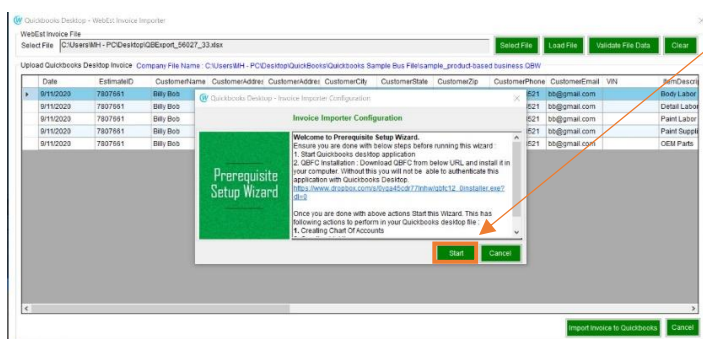 Quickbooks Desktop - WebEst Invoice Importer
WebEst Invoice File
Select File C:\Users\MH - PC\Desktop\QBExport_56027_33.xlsx Select File Load File Validate File Data Clear
Upload Quickbooks Desktop Invoice Company File Name : C:\Users\MH - PC\Desktop\QuickBooks\Quickbooks Sample Bus File\sample_product-based business.QBW
Date EstimateID CustomerName CustomerAddres CustomerAddres CustomerCity CustomerState CustomerZip CustomerPhone CustomerEmail VIN ItemDescri
9/11/2020 7807661 Billy Bob 521 bb@gmail.com Body Labor
9/11/2020 7807661 Billy Bob 521 bb@gmail.com Detail Labor
9/11/2020 7807661 Billy Bob 521 bb@gmail.com Paint Labor
9/11/2020 7807661 Billy Bob 521 bb@gmail.com Paint Suppli
9/11/2020 7807661 Billy Bob 521 bb@gmail.com OEM Parts
Quickbooks Desktop - Invoice Importer Configuration
Invoice Importer Configuration
Prerequisite
Setup Wizard
Welcome to Prerequisite Setup Wizard.
Ensure you are done with below steps before running this wizard :
1. Start Quickbooks desktop application
2. QBFC Installation : Download QBFC from below URL and install it in
your computer. Without this you will not be able to authenticate this
application with Quickbooks Desktop.
Once you are done with above actions Start this Wizard. This has
following actions to perform in your Quickbooks desktop file :
1. Creating Chart Of Accounts
Start Cancel
Import Invoice to Quickbooks Cancel